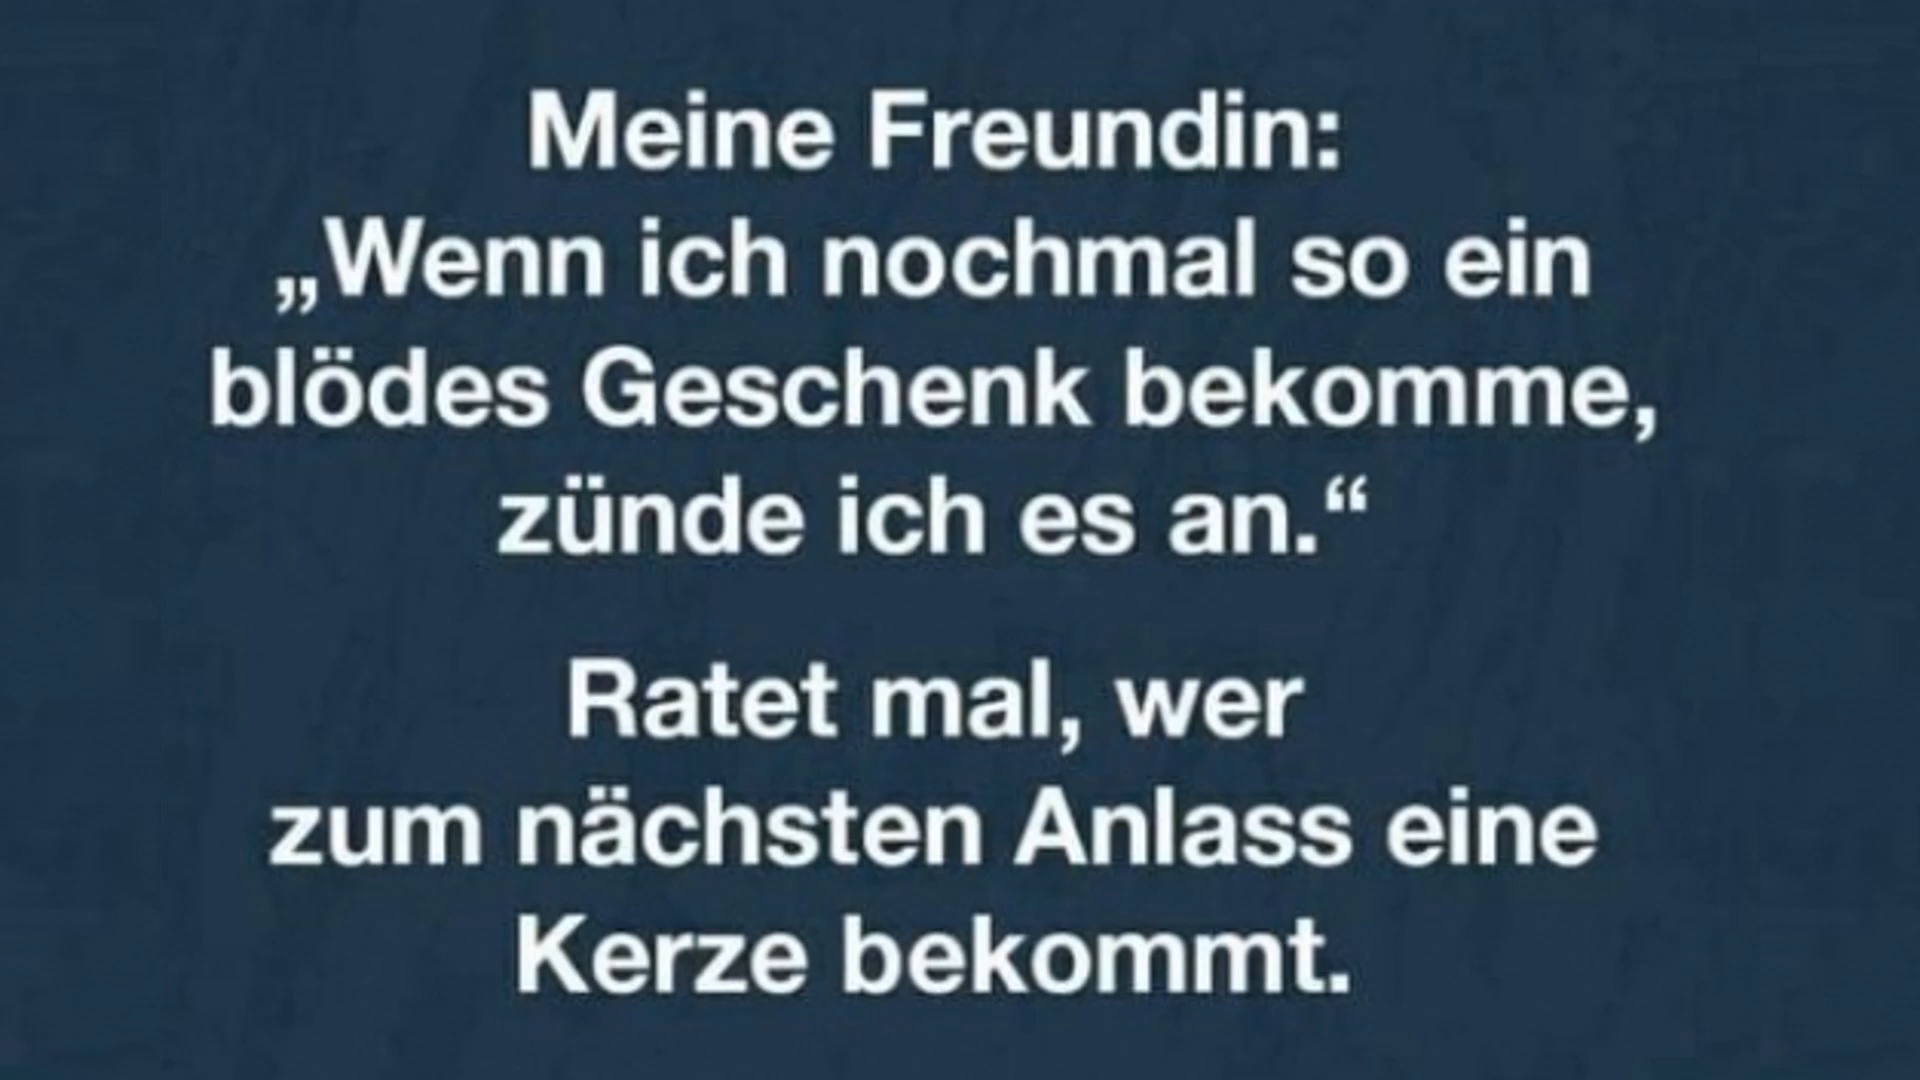 Meine Freundin:
„Wenn ich nochmal so ein
blödes Geschenk bekomme,
zünde ich es an.“
Ratet mal, wer
zum nächsten Anlass eine
Kerze bekommt.